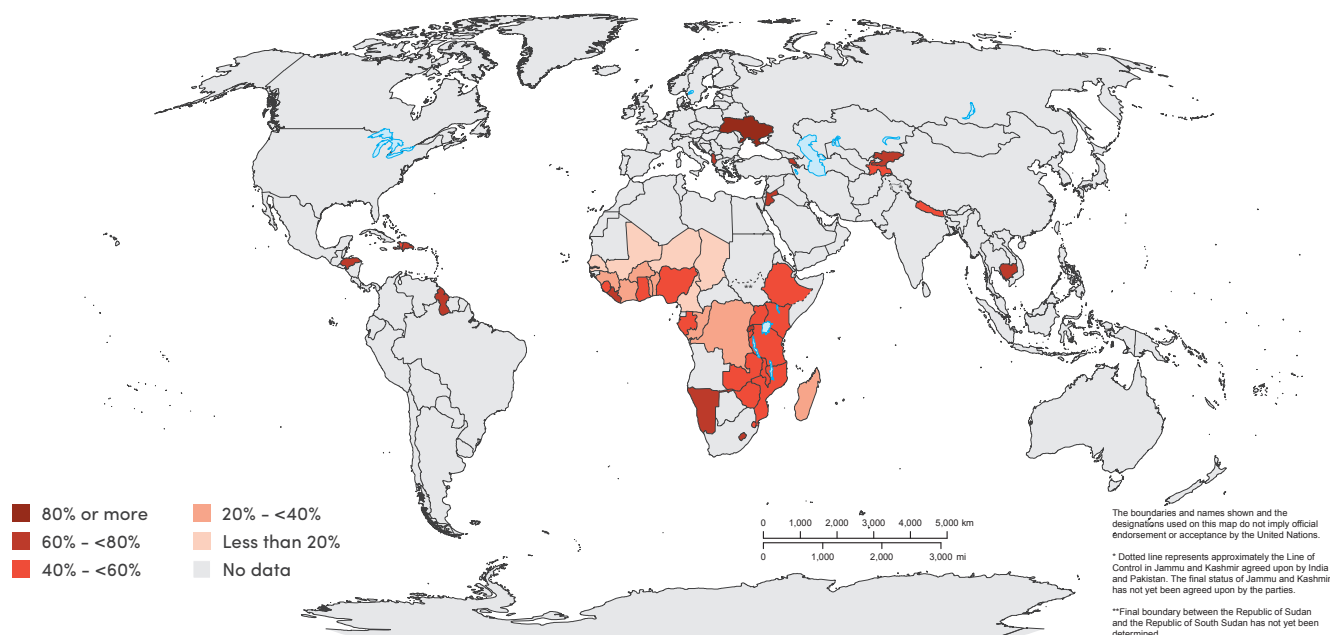 80% or more
60% - <80%
40% - <60%
20% - <40%
Less than 20%
No data
0 1,000 2,000 3,000 4,000 5,000 km
0 1,000 2,000 3,000 mi
The boundaries and names shown and the
designations used on this map do not imply official
endorsement or acceptance by the United Nations.
* Dotted line represents approximately the Line of
Control in Jammu and Kashmir agreed upon by India
and Pakistan. The final status of Jammu and Kashmir
has not yet been agreed upon by the parties.
**Final boundary between the Republic of Sudan
and the Republic of South Sudan has not yet been
determined
**